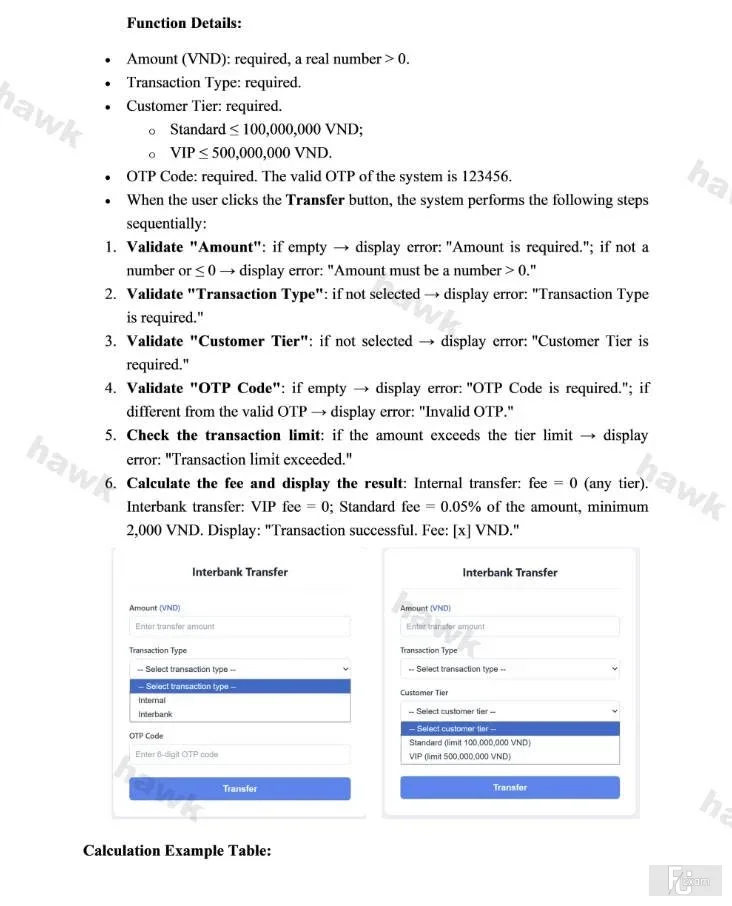 Function Details:
• Amount (VND): required, a real number > 0.
• Transaction Type: required.
• Customer Tier: required.
o Standard ≤ 100,000,000 VND;
o VIP ≤ 500,000,000 VND.
• OTP Code: required. The valid OTP of the system is 123456.
• When the user clicks the Transfer button, the system performs the following steps
sequentially:
1. Validate "Amount": if empty → display error: "Amount is required."; if not a
number or ≤ 0 → display error: "Amount must be a number > 0."
2. Validate "Transaction Type": if not selected → display error: "Transaction Type
is required."
3. Validate "Customer Tier": if not selected → display error: "Customer Tier is
required."
4. Validate "OTP Code": if empty → display error: "OTP Code is required."; if
different from the valid OTP → display error: "Invalid OTP."
5. Check the transaction limit: if the amount exceeds the tier limit → display
error: "Transaction limit exceeded."
6. Calculate the fee and display the result: Internal transfer: fee = 0 (any tier).
Interbank transfer: VIP fee = 0; Standard fee = 0.05% of the amount, minimum
2,000 VND. Display: "Transaction successful. Fee: [x] VND."
Interbank Transfer
Amount (VND)
Enter transfer amount
Transaction Type
-- Select transaction type --
-- Select transaction type --
Internal
Interbank
OTP Code
Enter 6-digit OTP code
Transfer
Interbank Transfer
Amount (VND)
Enter transfer amount
Transaction Type
-- Select transaction type --
Customer Tier
-- Select customer tier --
-- Select customer tier --
Standard (limit 100,000,000 VND)
VIP (limit 500,000,000 VND)
Transfer
Calculation Example Table:
hawk
ha
hawk
hawk
hawk
hawk
hawk
ha